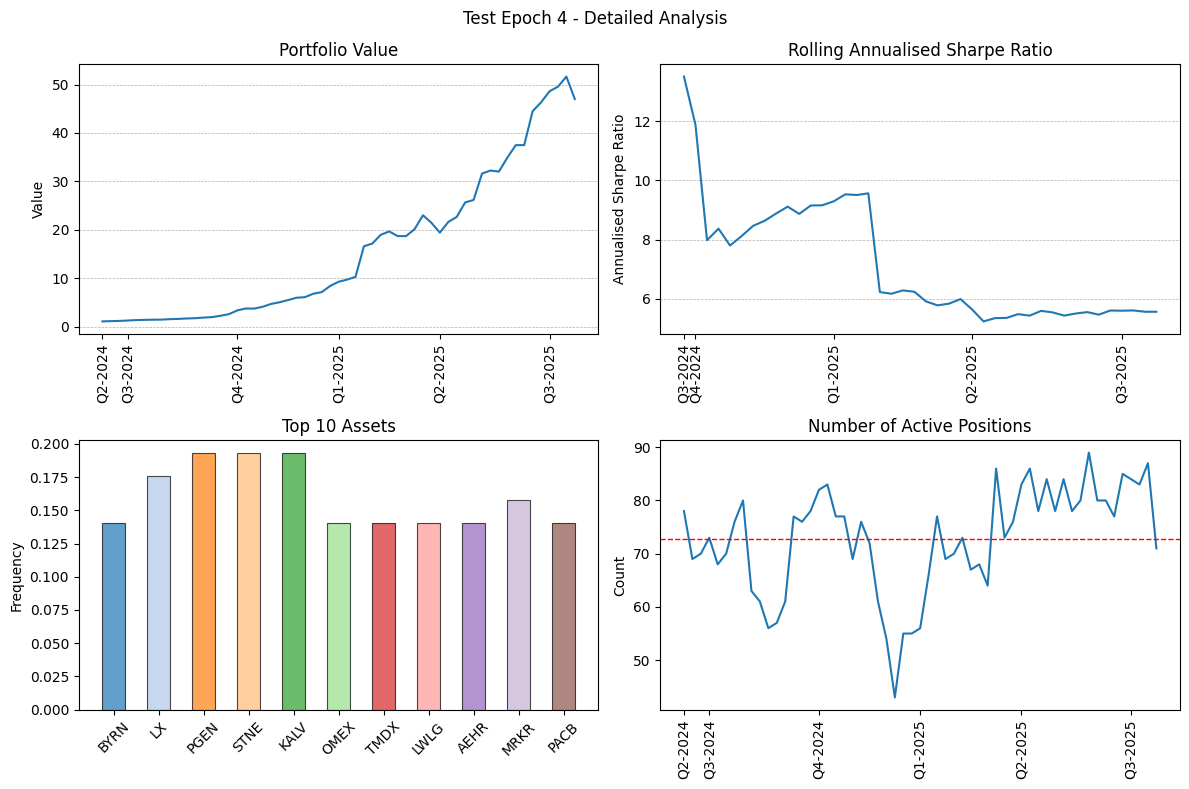 Test Epoch 4 - Detailed Analysis
Portfolio Value
Value
50
40
30
20
10
0
Q2-2024
Q3-2024
Q4-2024
Q1-2025
Q2-2025
Q3-2025
Rolling Annualised Sharpe Ratio
Annualised Sharpe Ratio
12
10
8
6
Q3-2024
Q4-2024
Q1-2025
Q2-2025
Q3-2025
Top 10 Assets
Frequency
0.200
0.175
0.150
0.125
0.100
0.075
0.050
0.025
0.000
BYRN
LX
PGEN
STNE
KALV
OMEX
TMDX
LWLG
AEHR
MRKR
PACB
Number of Active Positions
Count
90
80
70
60
50
Q2-2024
Q3-2024
Q4-2024
Q1-2025
Q2-2025
Q3-2025